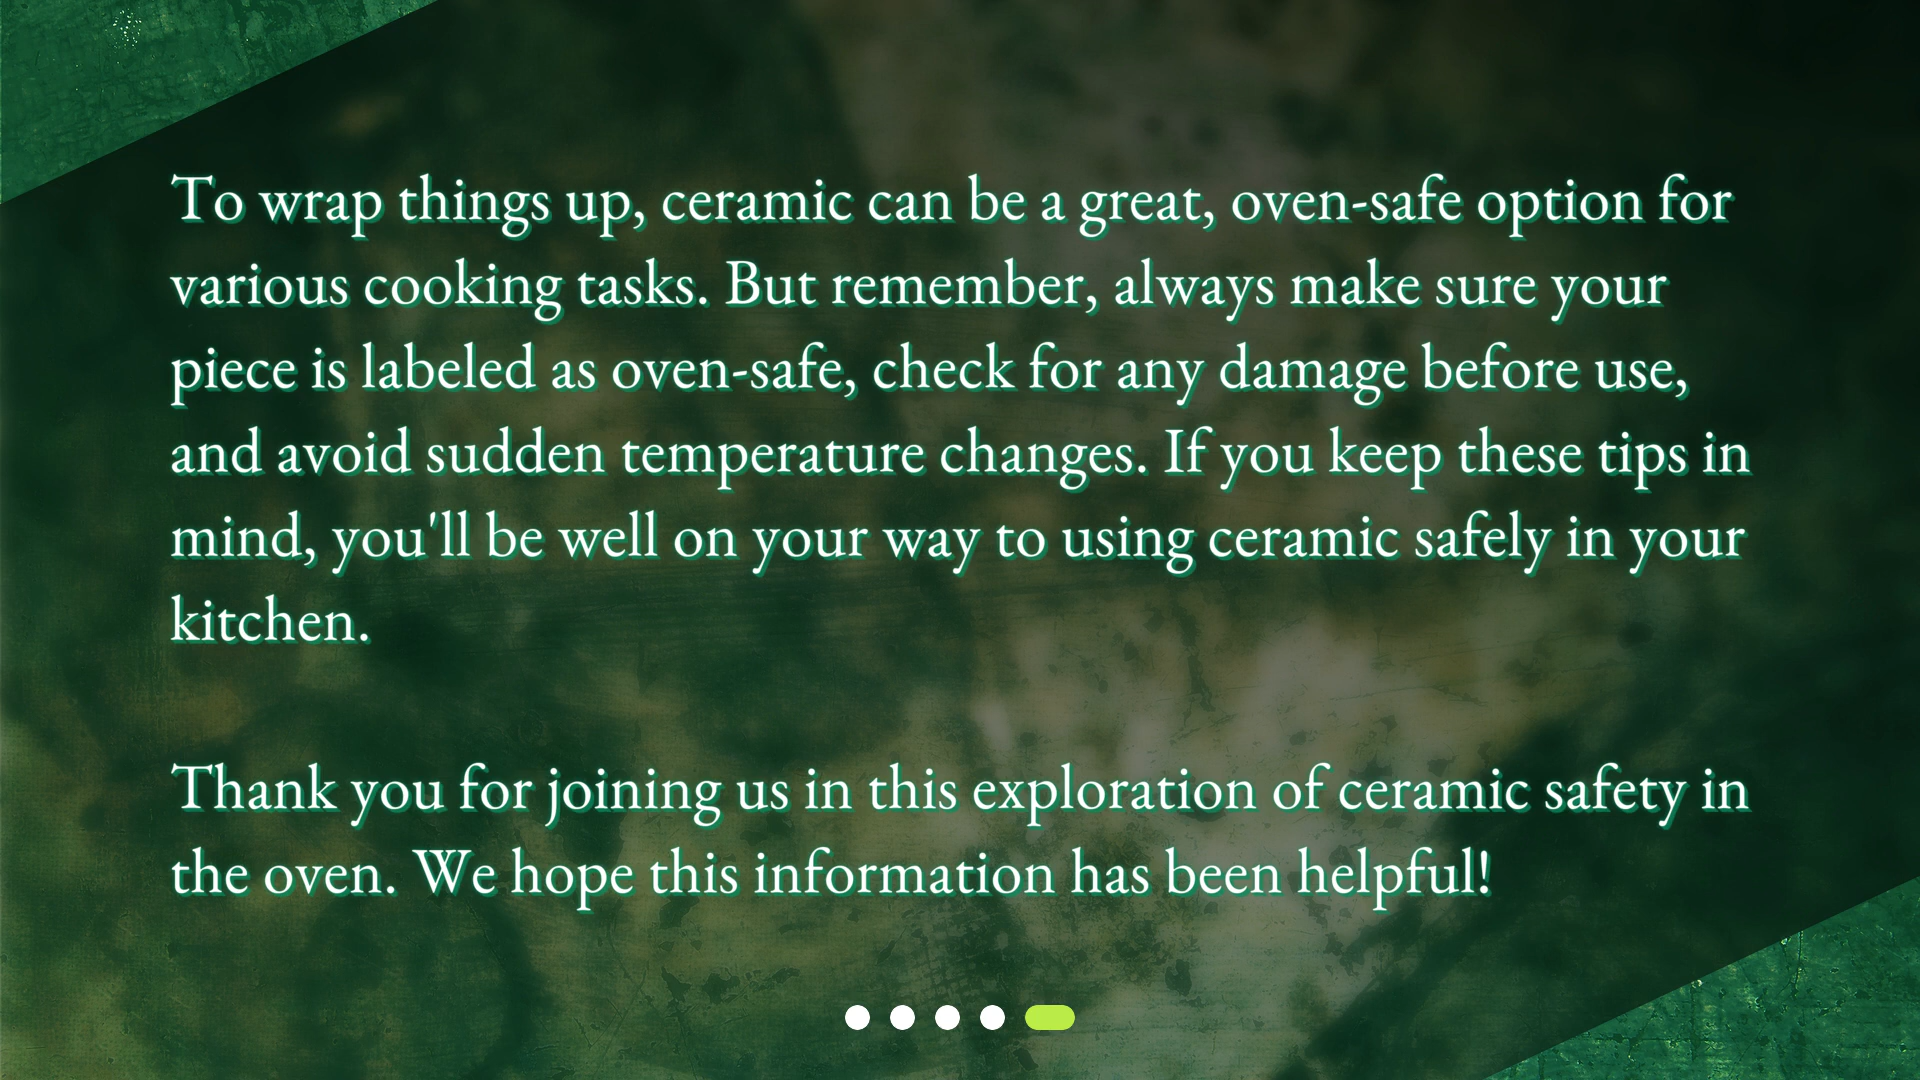 To wrap things up, ceramic can be a great, oven-safe option for
various cooking tasks. But remember, always make sure your
piece is labeled as oven-safe, check for any damage before use,
and avoid sudden temperature changes. If you keep these tips in
mind, you'll be well on your way to using ceramic safely in your
kitchen.
Thank you for joining us in this exploration of ceramic safety in
the oven. We hope this information has been helpful!